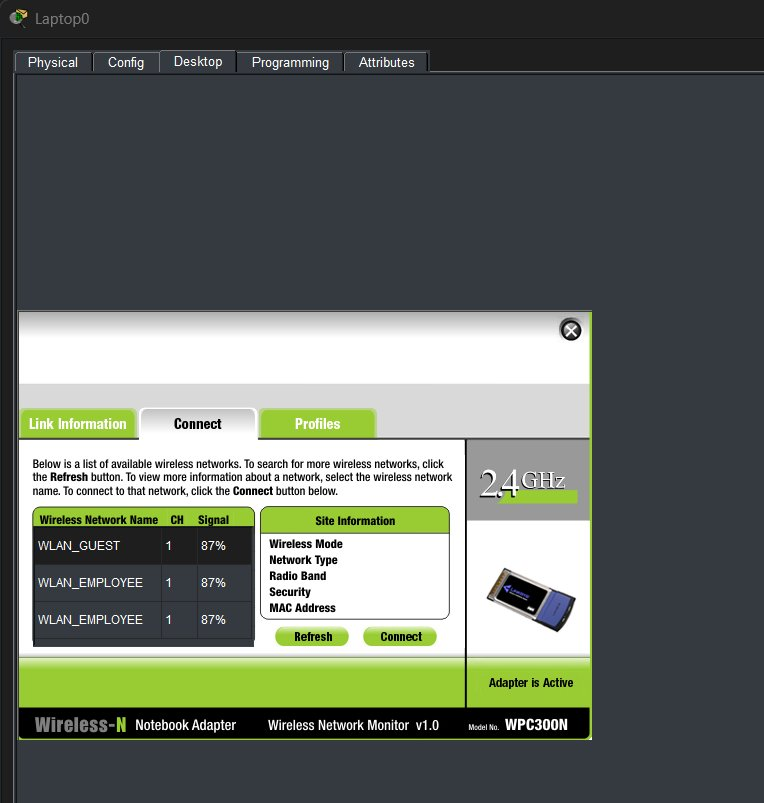 Laptop0
Physical Config Desktop Programming Attributes
Link Information Connect Profiles
2.4GHz
Below is a list of available wireless networks. To search for more wireless networks, click
the Refresh button. To view more information about a network, select the wireless network
name. To connect to that network, click the Connect button below.
Wireless Network Name CH Signal
WLAN_GUEST 1 87%
WLAN_EMPLOYEE 1 87%
WLAN_EMPLOYEE 1 87%
Site Information
Wireless Mode
Network Type
Radio Band
Security
MAC Address
Refresh Connect
Adapter is Active
Wireless-N Notebook Adapter Wireless Network Monitor v1.0 Model No. WPC300N